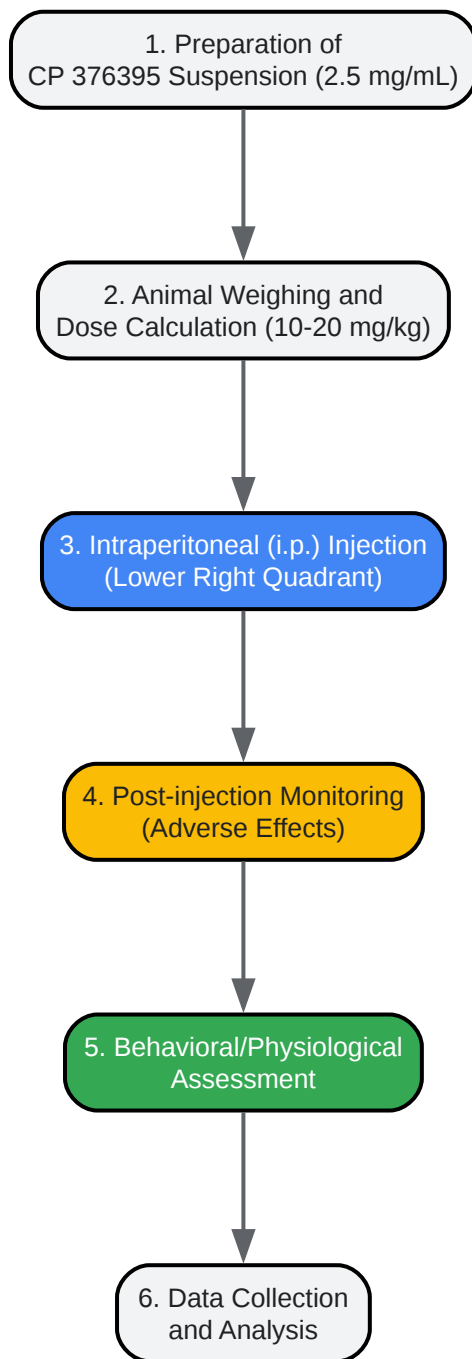 1. Preparation of
CP 376395 Suspension (2.5 mg/mL)
2. Animal Weighing and
Dose Calculation (10-20 mg/kg)
3. Intraperitoneal (i.p.) Injection
(Lower Right Quadrant)
4. Post-injection Monitoring
(Adverse Effects)
5. Behavioral/Physiological
Assessment
6. Data Collection
and Analysis